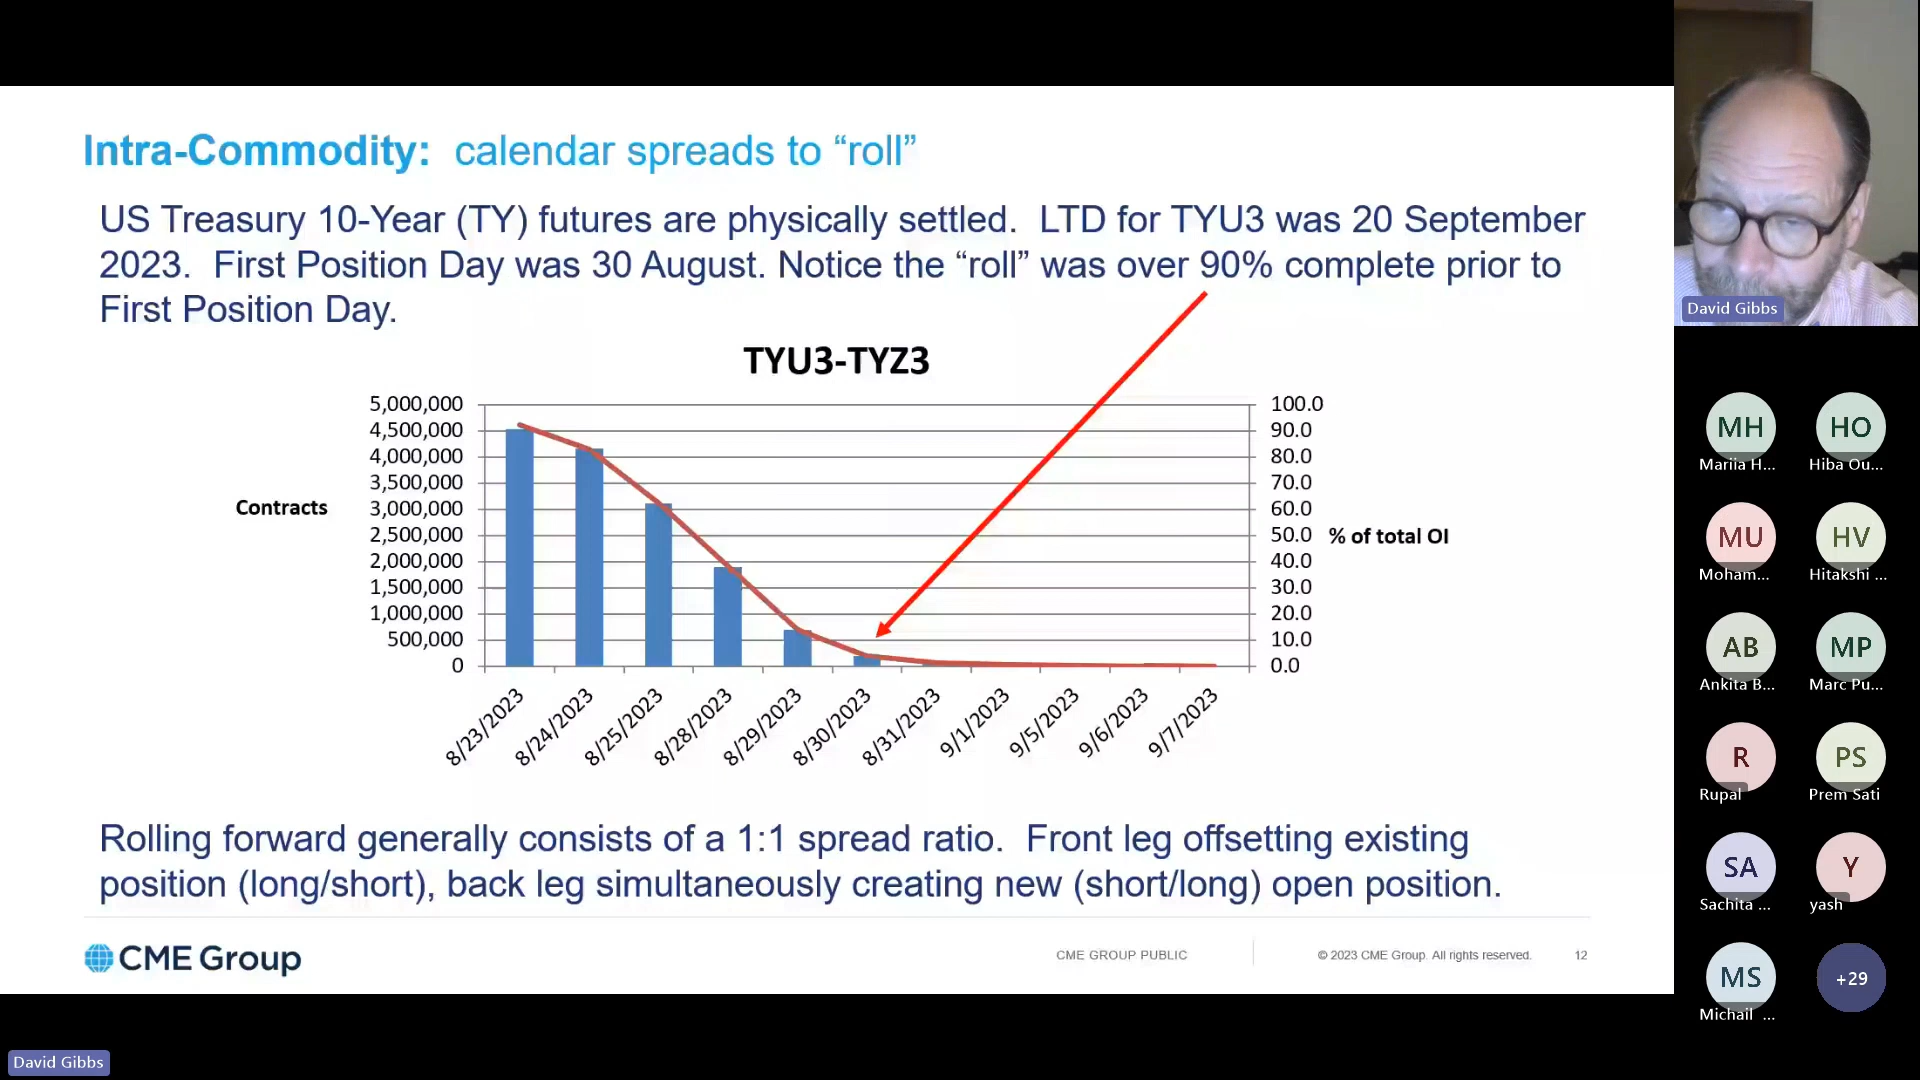 Intra-Commodity: calendar spreads to “roll”
US Treasury 10-Year (TY) futures are physically settled. LTD for TYU3 was 20 September
2023. First Position Day was 30 August. Notice the “roll” was over 90% complete prior to
First Position Day.
TYU3-TYZ3
Contracts
5,000,000
4,500,000
4,000,000
3,500,000
3,000,000
2,500,000
2,000,000
1,500,000
1,000,000
500,000
0
100.0
90.0
80.0
70.0
60.0
50.0
40.0
30.0
20.0
10.0
0.0
% of total OI
8/23/2023
8/24/2023
8/25/2023
8/28/2023
8/29/2023
8/30/2023
8/31/2023
9/1/2023
9/5/2023
9/6/2023
9/7/2023
Rolling forward generally consists of a 1:1 spread ratio. Front leg offsetting existing
position (long/short), back leg simultaneously creating new (short/long) open position.
CME Group
CME GROUP PUBLIC
© 2023 CME Group. All rights reserved.
12
David Gibbs
David Gibbs
MH
Mariia H...
HO
Hiba Ou...
MU
Moham...
HV
Hitakshi ...
AB
Ankita B...
MP
Marc Pu...
R
Rupal
PS
Prem Sati
SA
Sachita ...
Y
yash
MS
Michail ...
+29